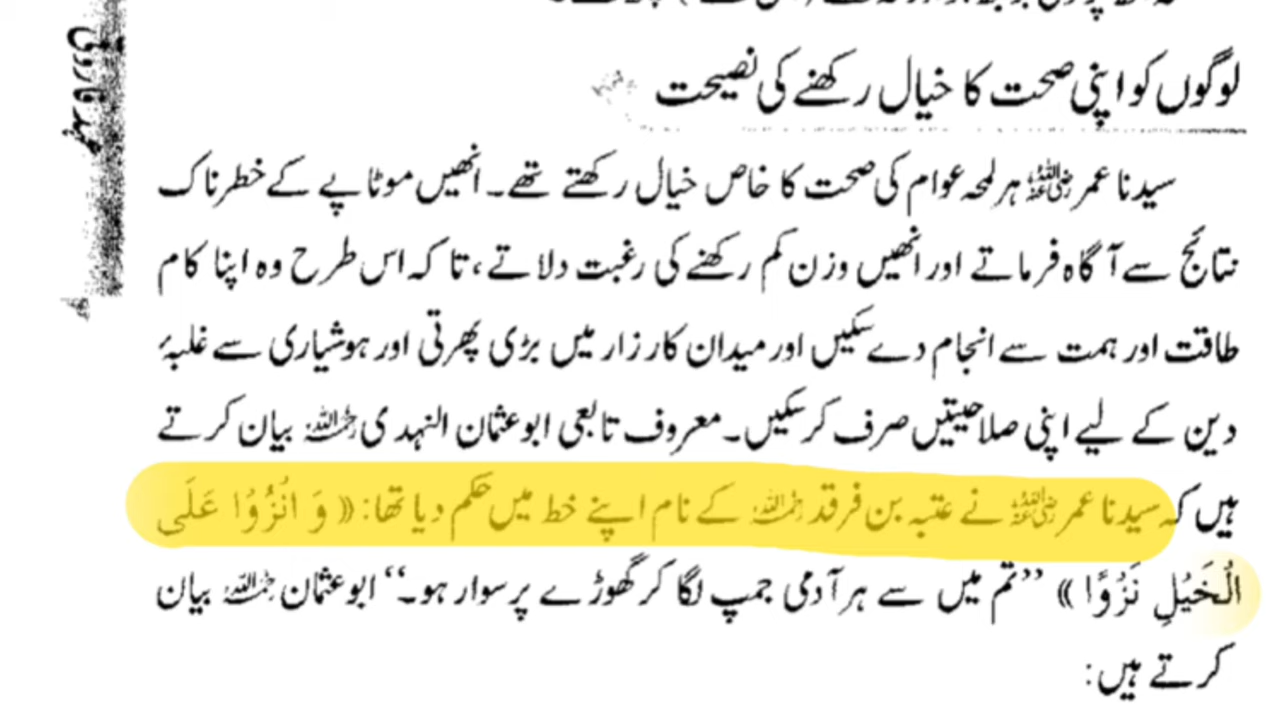 لوگوں کو اپنی صحت کا خیال رکھنے کی نصیحت
سیدنا عمر رضی اللہ عنہ ہر لمحہ عوام کی صحت کا خاص خیال رکھتے تھے۔ انھیں موٹاپے کے خطرناک
نتائج سے آگاہ فرماتے اور انھیں وزن کم رکھنے کی رغبت دلاتے، تا کہ اس طرح وہ اپنا کام
طاقت اور ہمت سے انجام دے سکیں اور میدان کارزار میں بڑی پھرتی اور ہوشیاری سے غلبۂ
دین کے لیے اپنی صلاحیتیں صرف کر سکیں۔ معروف تابعی ابوعثمان النہدی رحمہ اللہ بیان کرتے
ہیں کہ سیدنا عمر رضی اللہ عنہ نے عتبہ بن فرقد رحمہ اللہ کے نام اپنے خط میں حکم دیا تھا: «وَ انْزُوْا عَلَى
الْخَيْلِ نَزْوًا» ’’تم میں سے ہر آدمی جمپ لگا کر گھوڑے پر سوار ہو۔‘‘ ابوعثمان رحمہ اللہ بیان
کرتے ہیں: